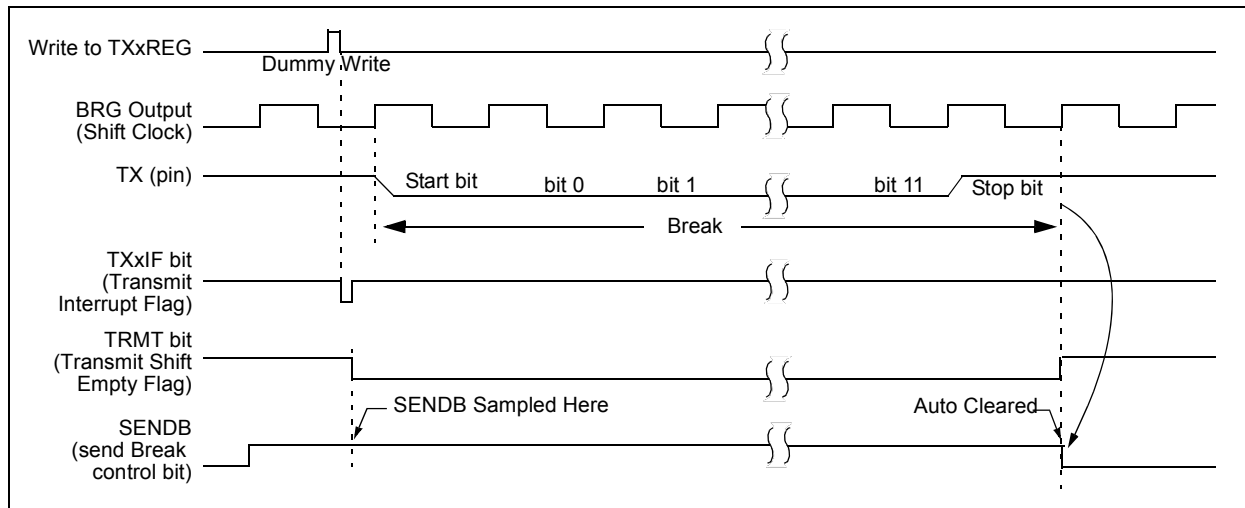 Write to TXxREG
Dummy Write
BRG Output
(Shift Clock)
TX (pin)
Start bit
bit 0
bit 1
bit 11
Stop bit
Break
TXxIF bit
(Transmit
Interrupt Flag)
TRMT bit
(Transmit Shift
Empty Flag)
SENDB Sampled Here
Auto Cleared
SENDB
(send Break
control bit)